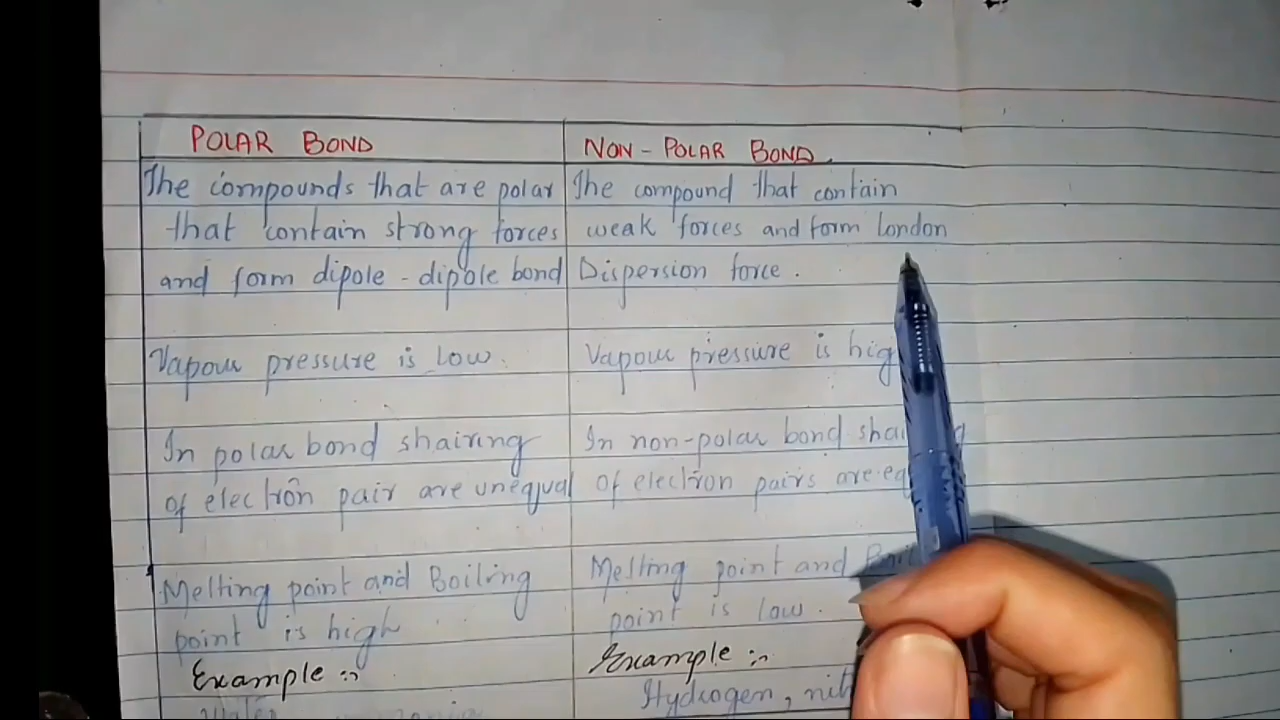 POLAR BOND
NON-POLAR BOND
The compounds that are polar
that contain strong forces
and form dipole-dipole bond
The compound that contain
weak forces and form London
Dispersion force.
Vapour pressure is low.
Vapour pressure is
In polar bond shairing
of electron pair are unequal
In non-polar bond
of electron pairs are
Melting point and Boiling
point is high
Melting point and
point is low.
Example :-
Example :-
Water, ammonia
Hydrogen,